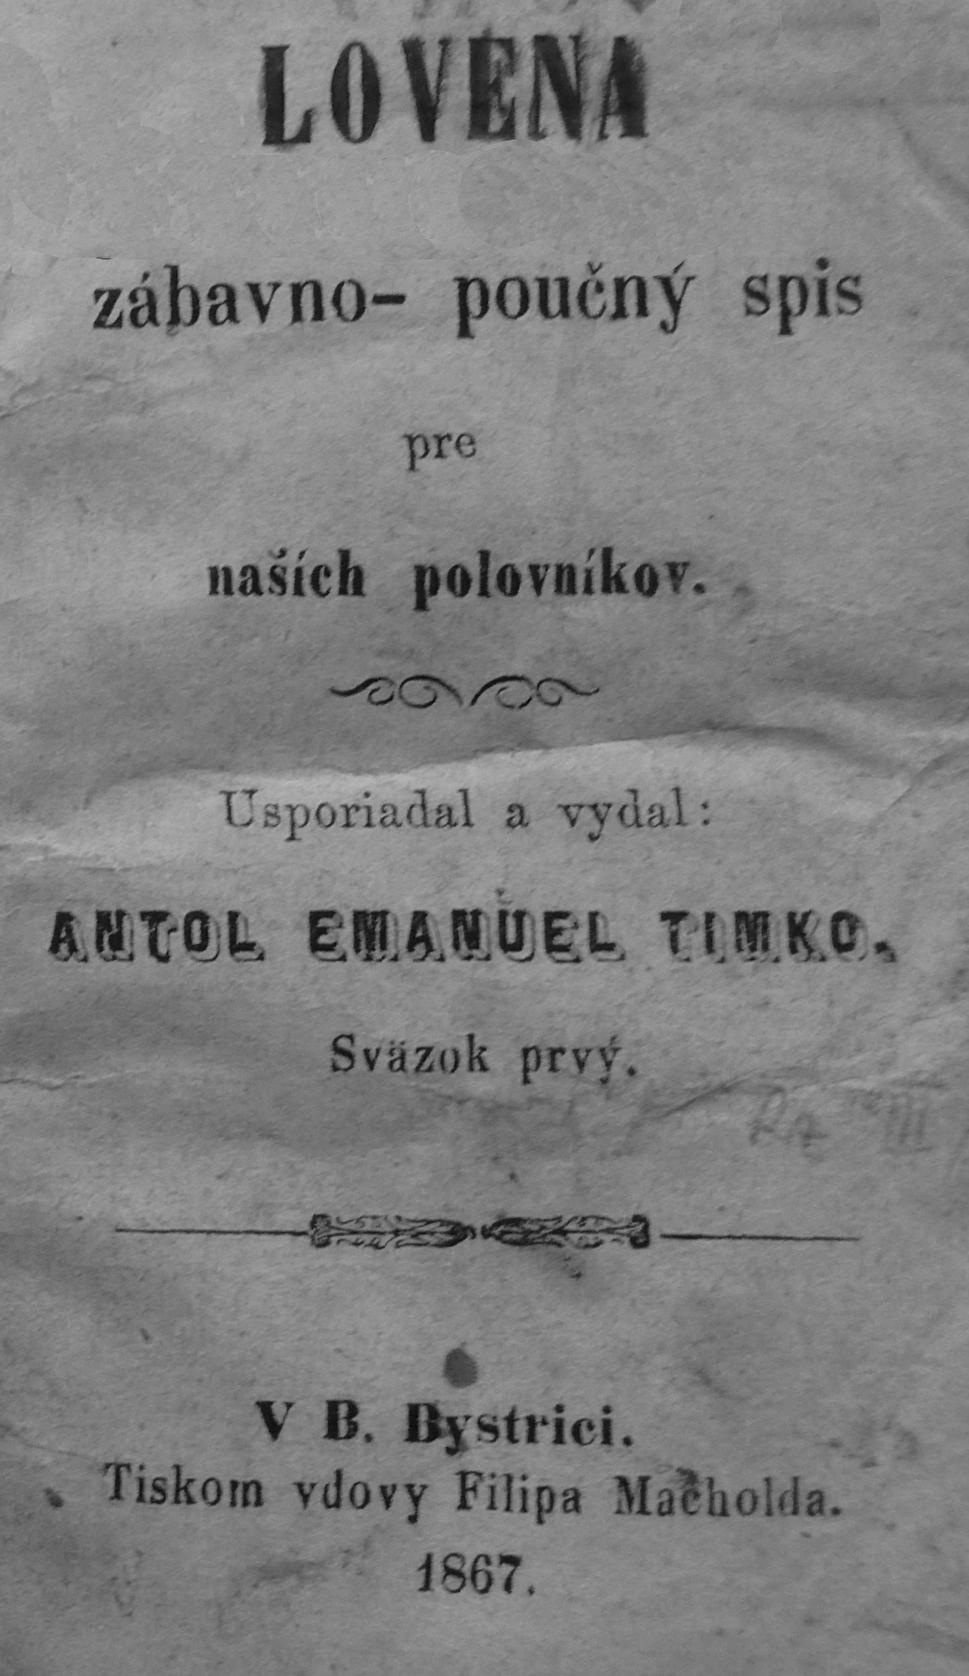 LOVENA
zábavno- poučný spis
pre
naších polovníkov.
Usporiadal a vydal:
ANTOL EMANUEL TIMKO.
Sväzok prvý.
V B. Bystrici.
Tiskom vdovy Filipa Macholda.
1867.